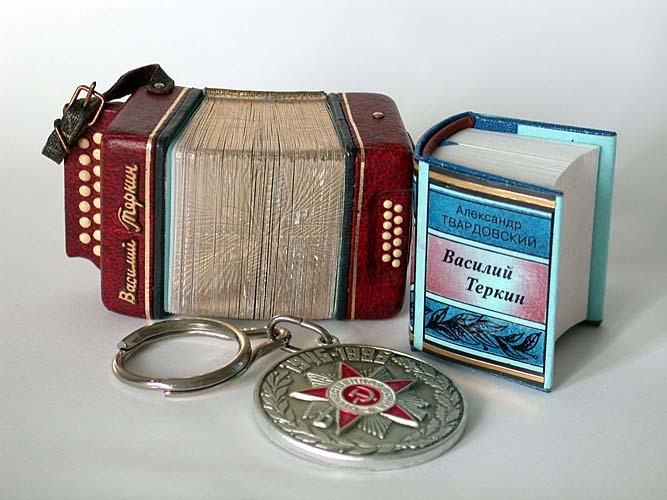 Василий Теркин
Александр
ТВАРДОВСКИЙ
Василий
Теркин